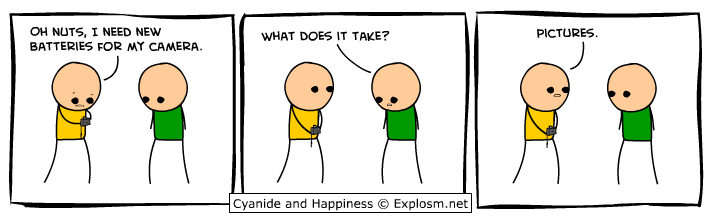 OH NUTS, I NEED NEW
BATTERIES FOR MY CAMERA.
WHAT DOES IT TAKE?
PICTURES.
Cyanide and Happiness © Explosm.net